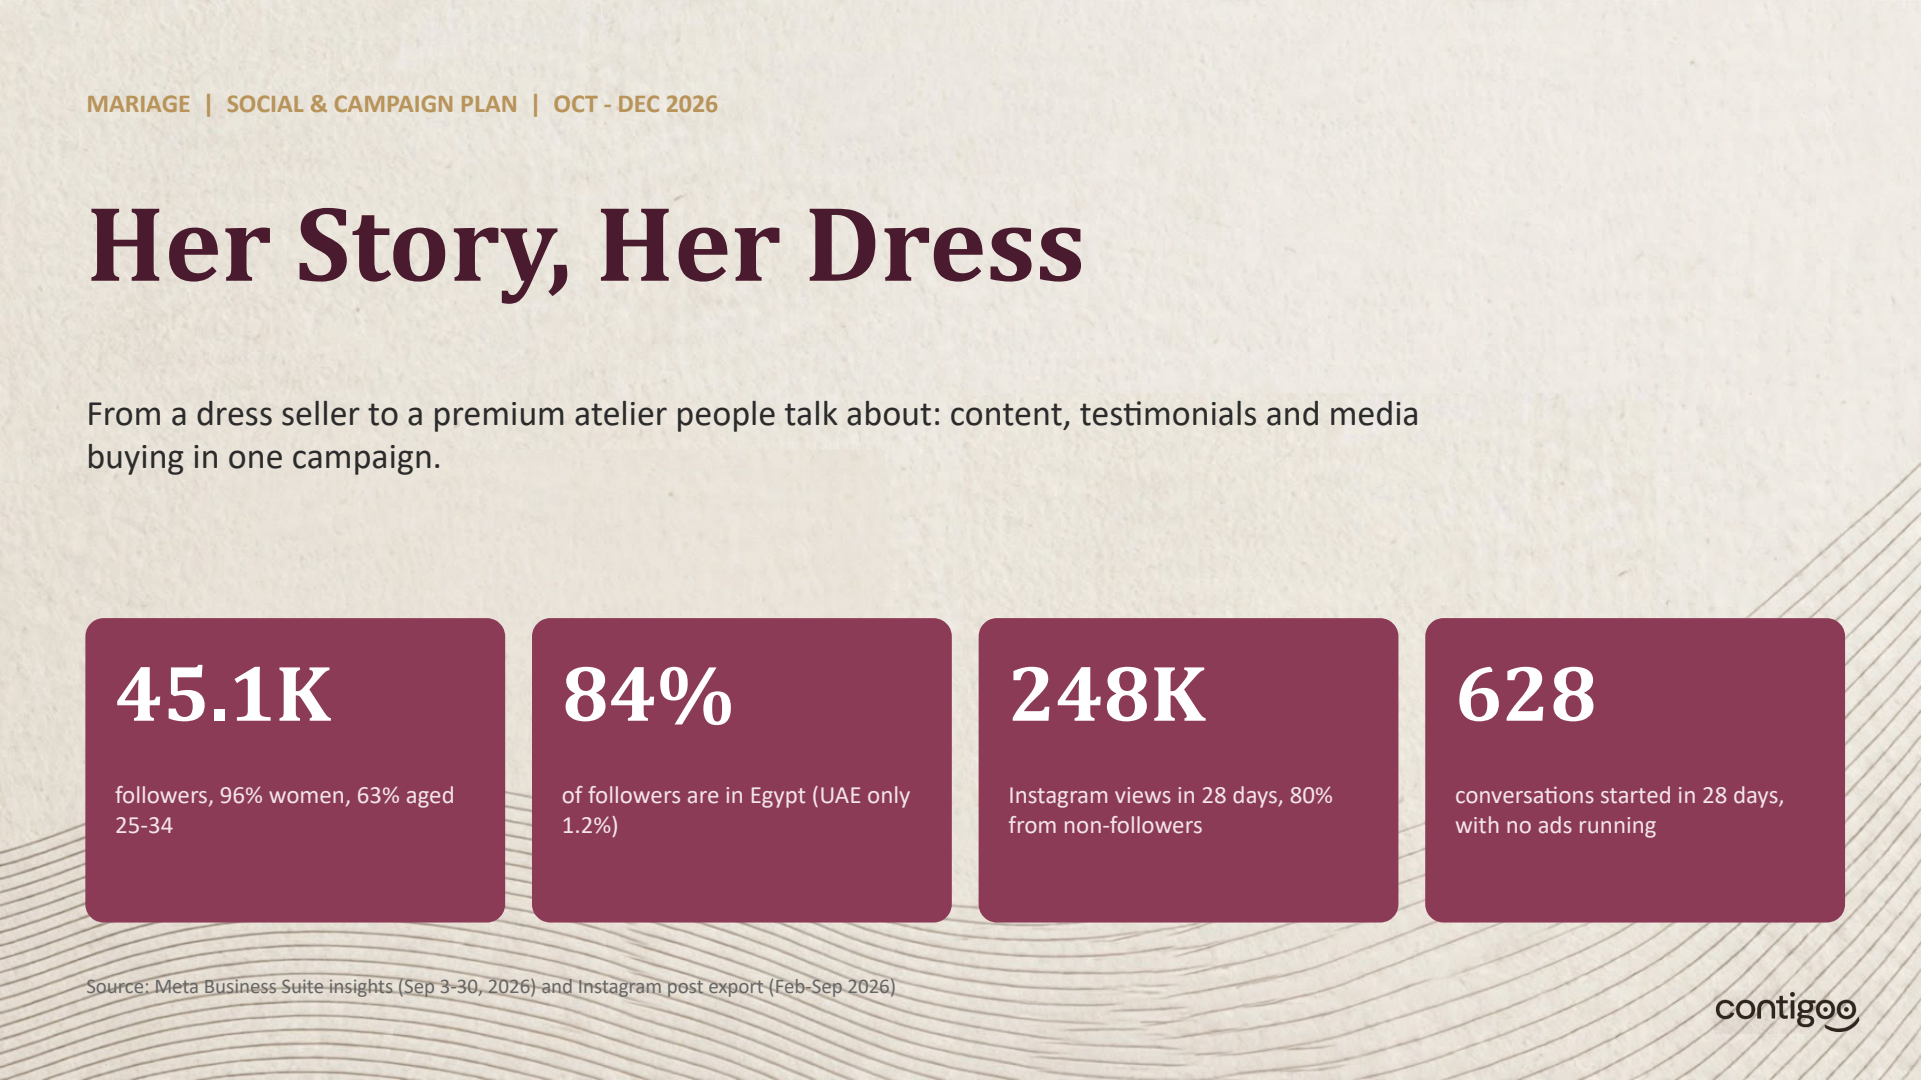 MARIAGE | SOCIAL & CAMPAIGN PLAN | OCT - DEC 2026
Her Story, Her Dress
From a dress seller to a premium atelier people talk about: content, testimonials and media
buying in one campaign.
45.1K
followers, 96% women, 63% aged
25-34
84%
of followers are in Egypt (UAE only
1.2%)
248K
Instagram views in 28 days, 80%
from non-followers
628
conversations started in 28 days,
with no ads running
Source: Meta Business Suite insights (Sep 3-30, 2026) and Instagram post export (Feb-Sep 2026)
contigoo